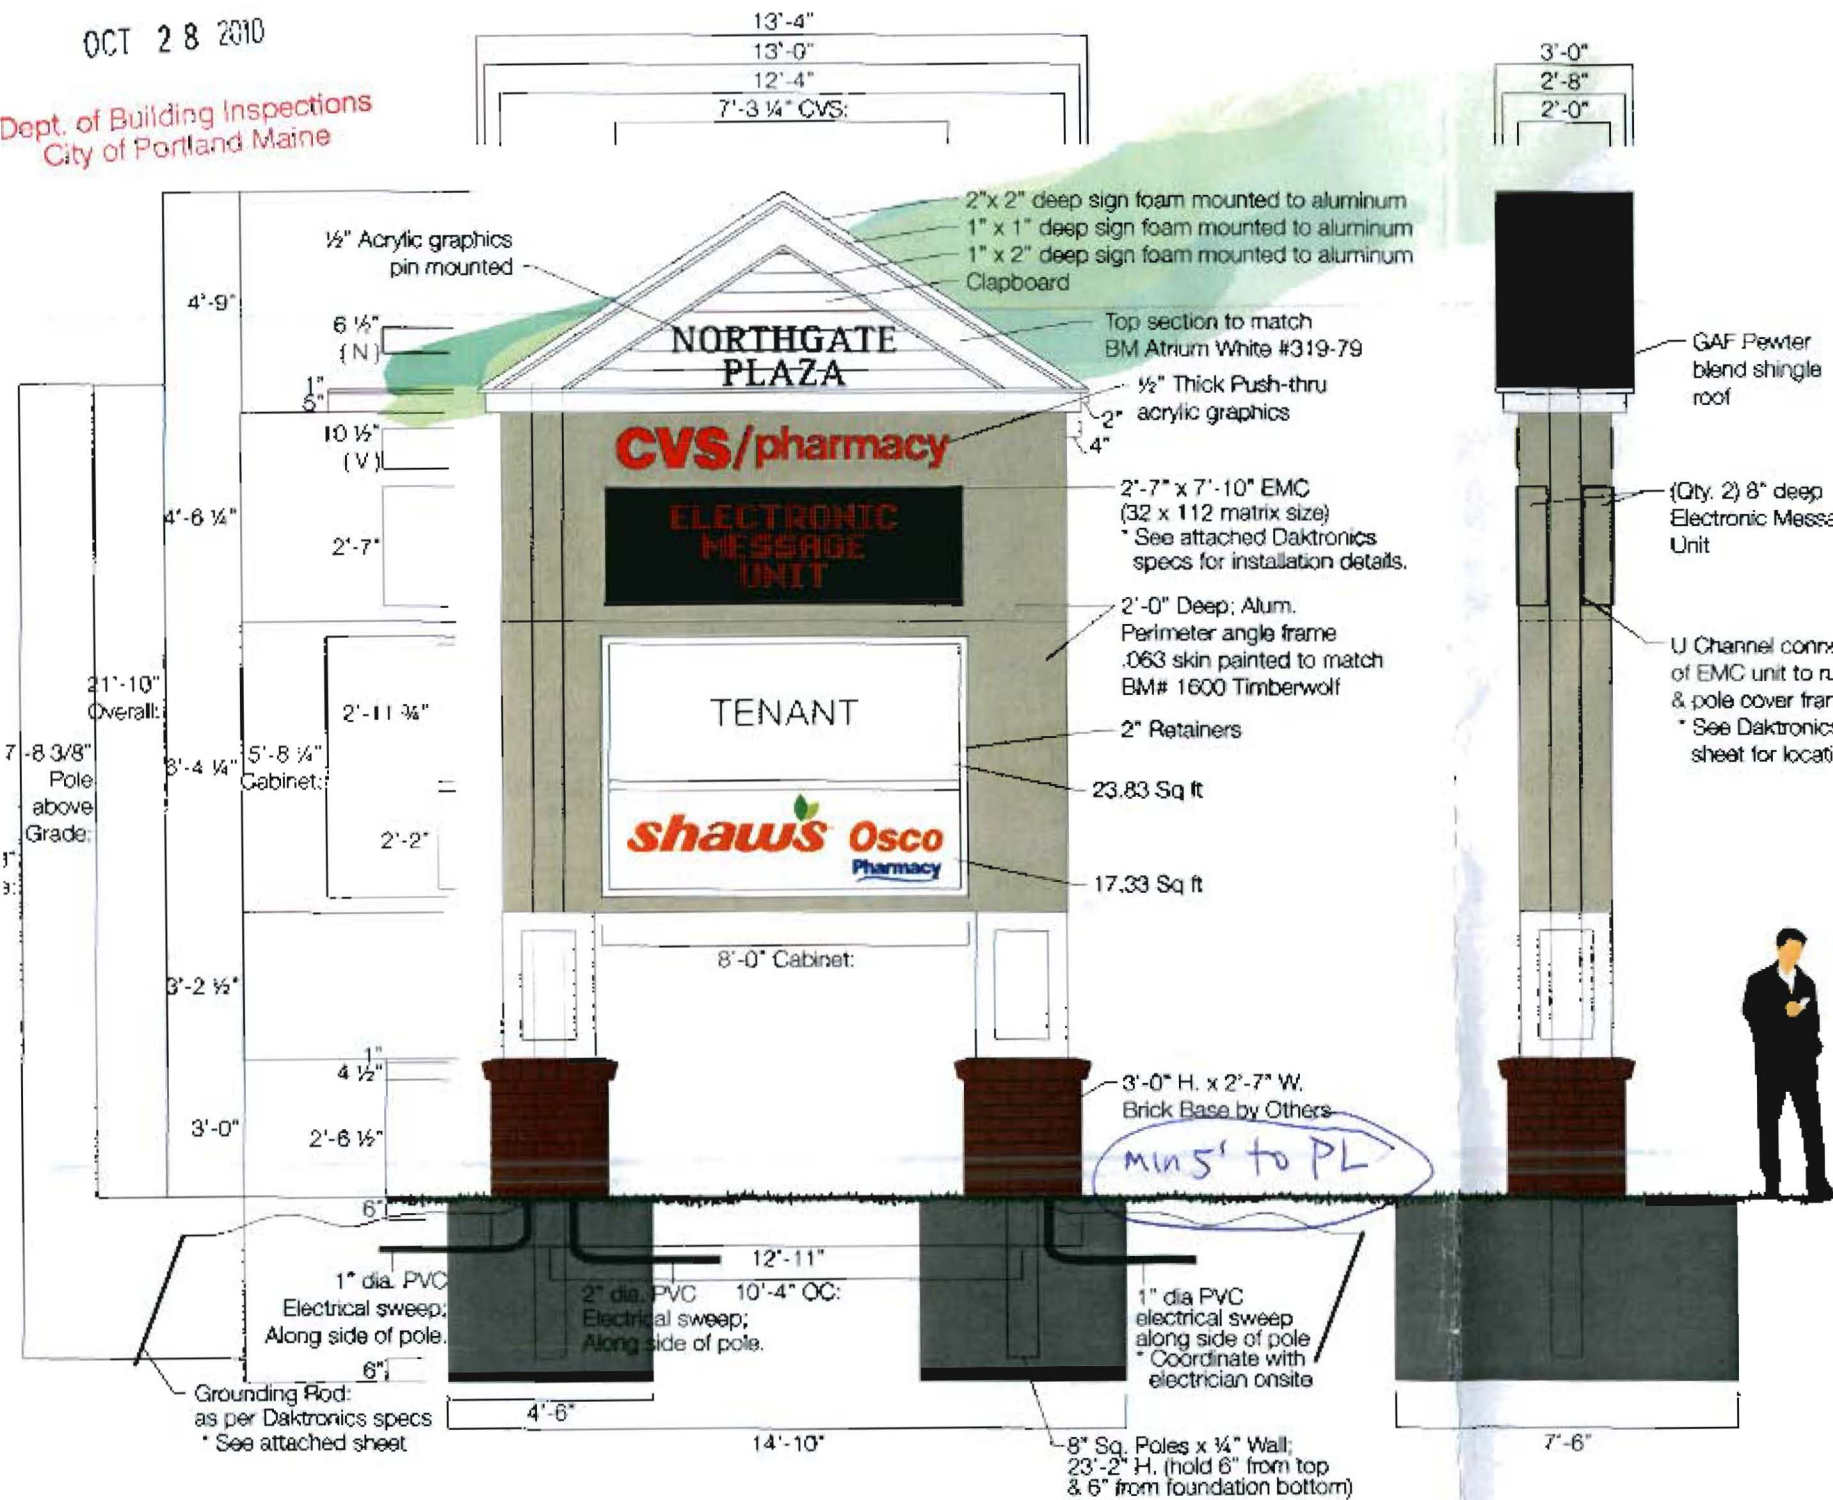 OCT 28 2010
Dept. of Building Inspections
City of Portland Maine
13'-4"
13'-0"
12'-4"
7'-3 ¼" CVS:
3'-0"
2'-8"
2'-0"
½" Acrylic graphics
pin mounted
2"x 2" deep sign foam mounted to aluminum
1" x 1" deep sign foam mounted to aluminum
1" x 2" deep sign foam mounted to aluminum
Clapboard
4'-9"
6 ½"
(N)
NORTHGATE
PLAZA
Top section to match
BM Atrium White #319-79
GAF Pewter
blend shingle
roof
1"
6"
½" Thick Push-thru
acrylic graphics
2"
4"
10 ½"
(V)
CVS/pharmacy
4'-6 ¼"
2'-7"
ELECTRONIC
MESSAGE
UNIT
2'-7" x 7'-10" EMC
(32 x 112 matrix size)
* See attached Daktronics
specs for installation details.
(Qty. 2) 8" deep
Electronic Messa
Unit
2'-0" Deep; Alum.
Perimeter angle frame
.063 skin painted to match
BM# 1600 Timberwolf
U Channel conne
of EMC unit to ru
& pole cover fram
* See Daktronics
sheet for locati
21'-10"
Overall:
2'-11 ¾"
TENANT
2" Retainers
7'-8 3/8"
Pole
above
Grade:
6'-4 ¼"
5'-8 ¼"
Cabinet:
23.83 Sq ft
2'-2"
shaw's Osco
Pharmacy
17.33 Sq ft
8'-0" Cabinet:
3'-2 ½"
1"
4 ½"
3'-0"
2'-6 ½"
3'-0" H. x 2'-7" W.
Brick Base by Others
min 5' to PL
6"
12'-11"
10'-4" OC:
1" dia. PVC
Electrical sweep;
Along side of pole.
2" dia. PVC
Electrical sweep;
Along side of pole.
1" dia PVC
electrical sweep
along side of pole
* Coordinate with
electrician onsite
6"
Grounding Rod:
as per Daktronics specs
* See attached sheet
4'-6"
14'-10"
8" Sq. Poles x ¼" Wall;
23'-2" H. (hold 6" from top
& 6" from foundation bottom)
7'-6"